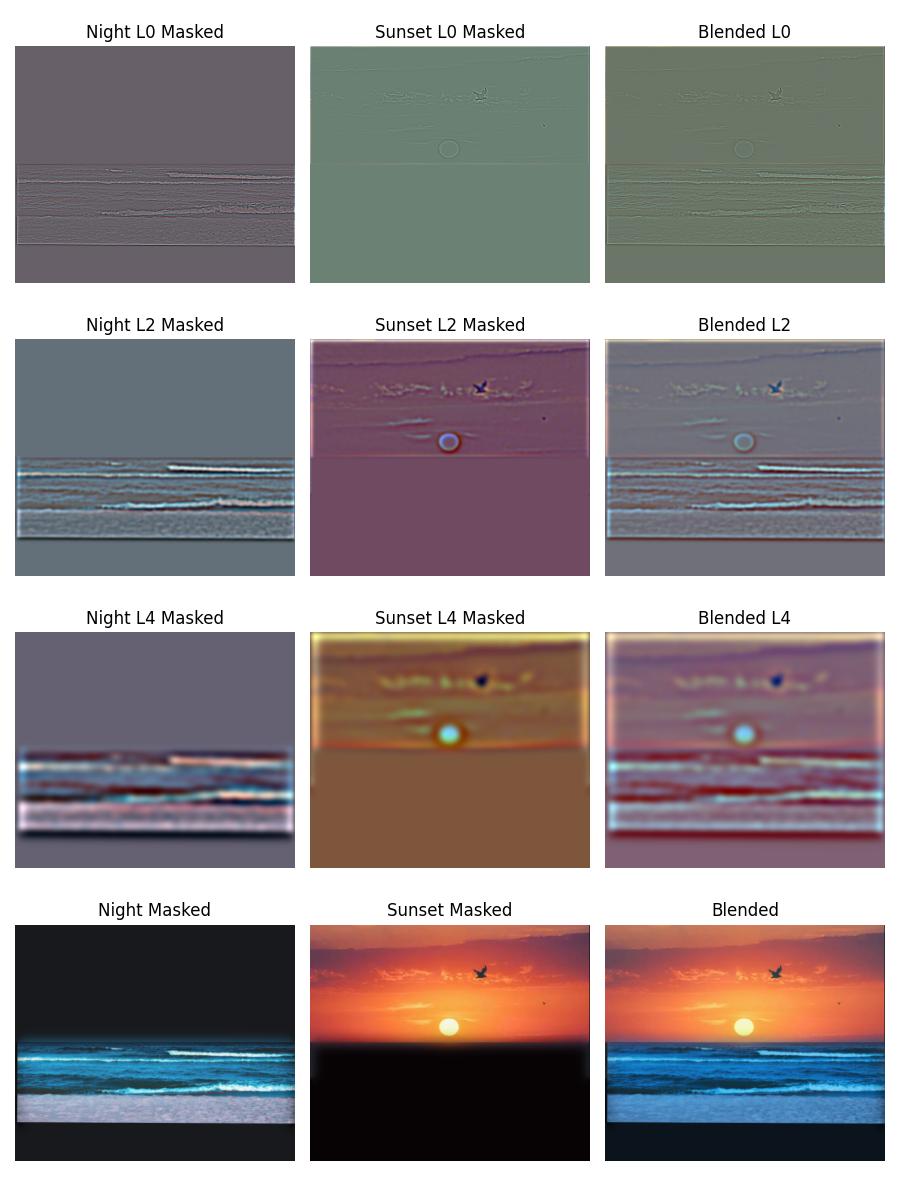 Night L0 Masked
Sunset L0 Masked
Blended L0
Night L2 Masked
Sunset L2 Masked
Blended L2
Night L4 Masked
Sunset L4 Masked
Blended L4
Night Masked
Sunset Masked
Blended